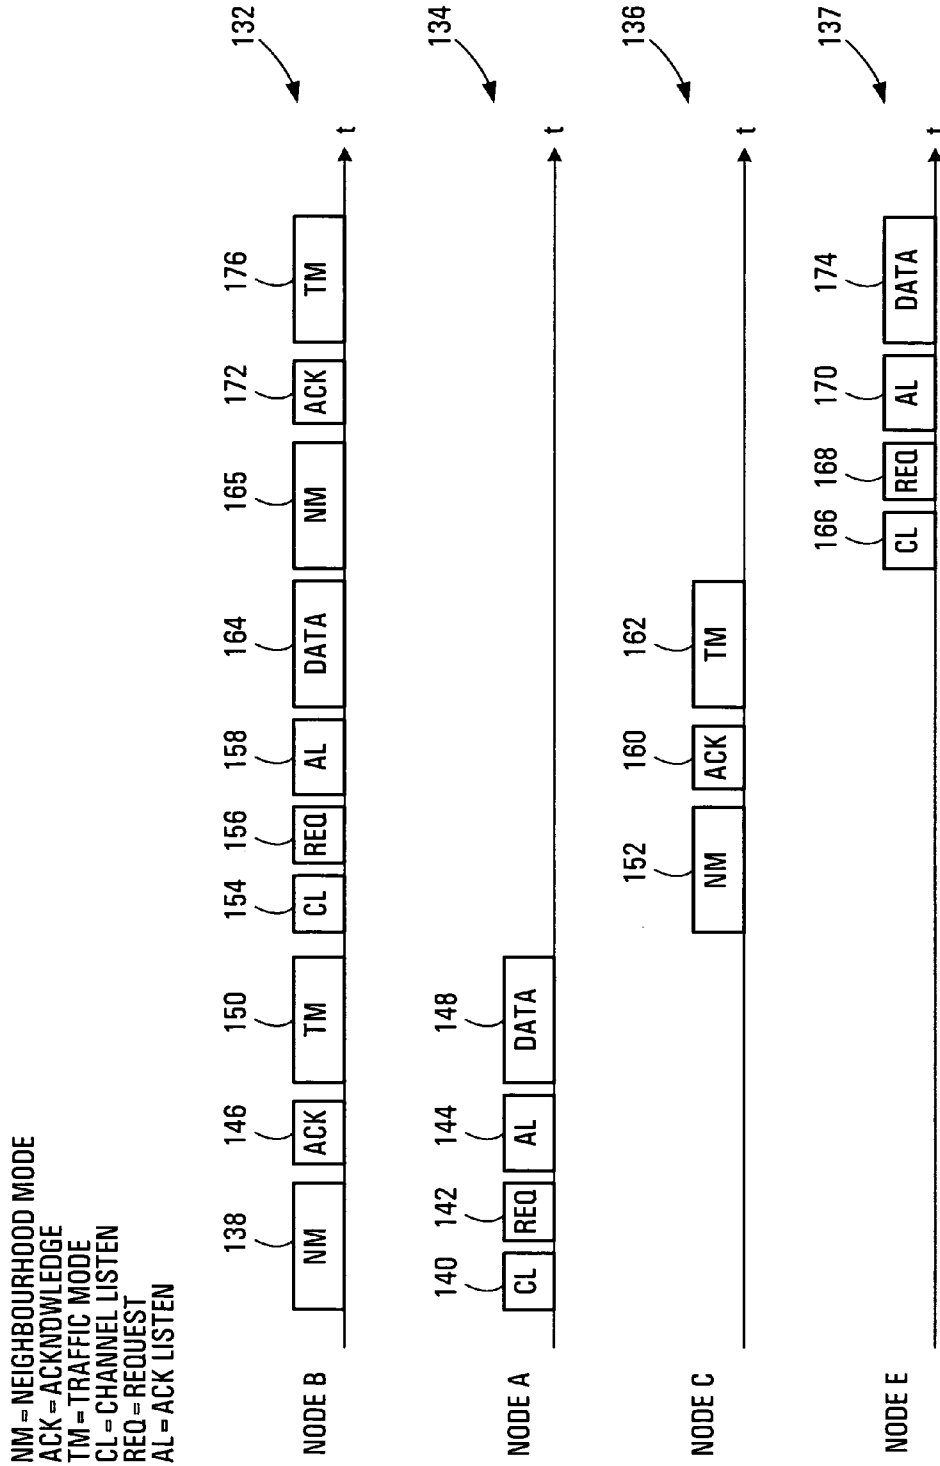 NM = NEIGHBOURHOOD MODE
ACK = ACKNOWLEDGE
TM = TRAFFIC MODE
CL = CHANNEL LISTEN
REQ = REQUEST
AL = ACK LISTEN
138 146 150 154 156 158 164 165 172 176 132
NODE B NM ACK TM CL REQ AL DATA NM ACK TM t
140 142 144 148 134
NODE A CL REQ AL DATA t
152 160 162 136
NODE C NM ACK TM t
166 168 170 174 137
NODE E CL REQ AL DATA t